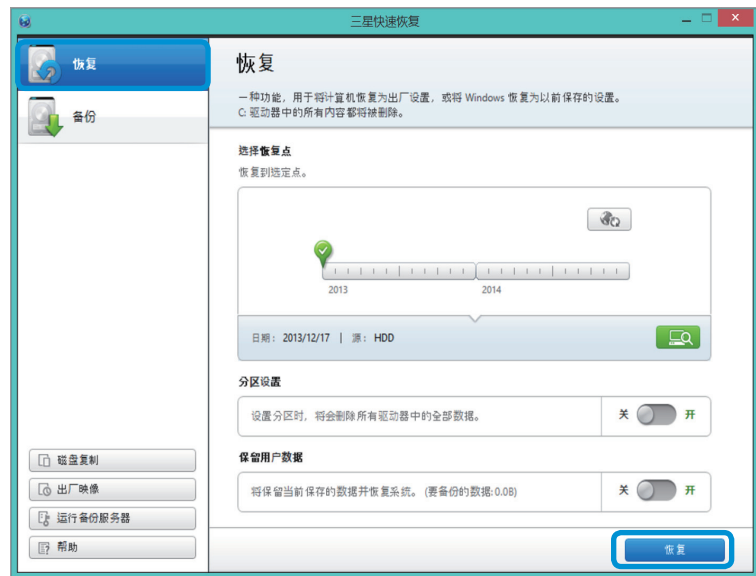 三星快速恢复
恢复
备份
恢复
一种功能，用于将计算机恢复为出厂设置，或将 Windows 恢复为以前保存的设置。
C: 驱动器中的所有内容都将被删除。
选择恢复点
恢复到选定点。
2013 2014
日期： 2013/12/17 | 源： HDD
分区设置
设置分区时，将会删除所有驱动器中的全部数据。 关 开
保留用户数据
将保留当前保存的数据并恢复系统。 (要备份的数据: 0.0B) 关 开
磁盘复制
出厂映像
运行备份服务器
帮助
恢复